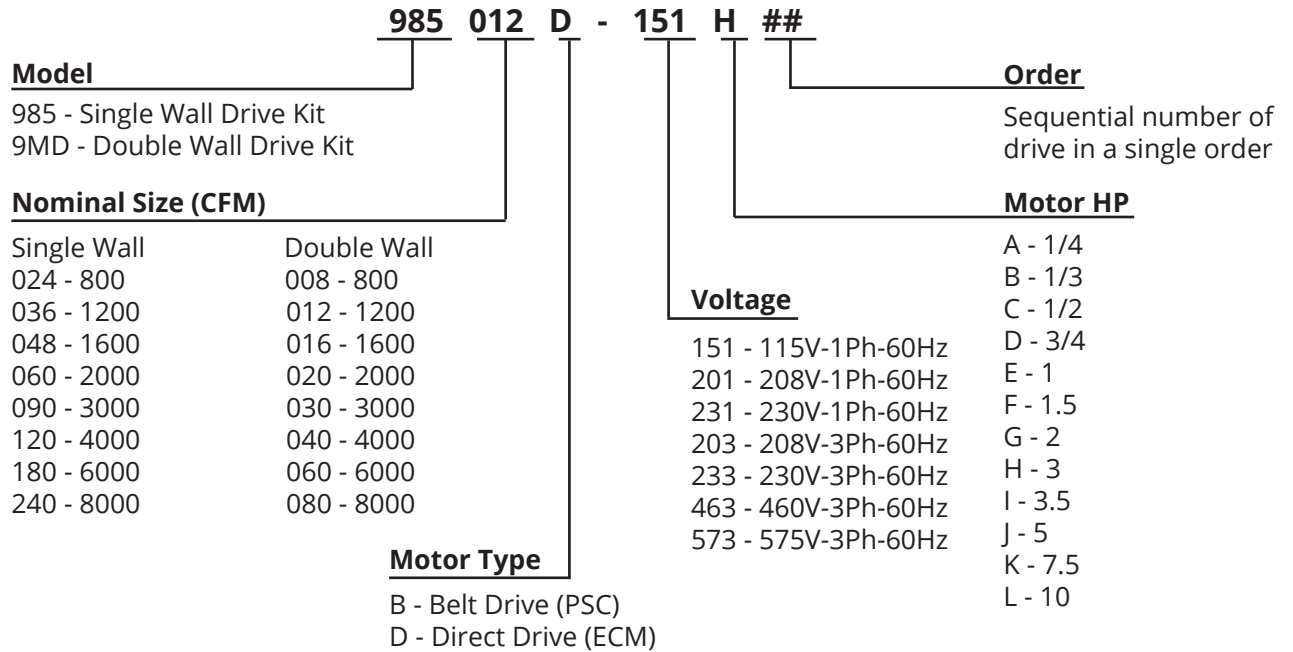 985 012 D - 151 H ##
Model
985 - Single Wall Drive Kit
9MD - Double Wall Drive Kit
Order
Sequential number of
drive in a single order
Nominal Size (CFM)
Single Wall
024 - 800
036 - 1200
048 - 1600
060 - 2000
090 - 3000
120 - 4000
180 - 6000
240 - 8000
Double Wall
008 - 800
012 - 1200
016 - 1600
020 - 2000
030 - 3000
040 - 4000
060 - 6000
080 - 8000
Motor Type
B - Belt Drive (PSC)
D - Direct Drive (ECM)
Voltage
151 - 115V-1Ph-60Hz
201 - 208V-1Ph-60Hz
231 - 230V-1Ph-60Hz
203 - 208V-3Ph-60Hz
233 - 230V-3Ph-60Hz
463 - 460V-3Ph-60Hz
573 - 575V-3Ph-60Hz
Motor HP
A - 1/4
B - 1/3
C - 1/2
D - 3/4
E - 1
F - 1.5
G - 2
H - 3
I - 3.5
J - 5
K - 7.5
L - 10